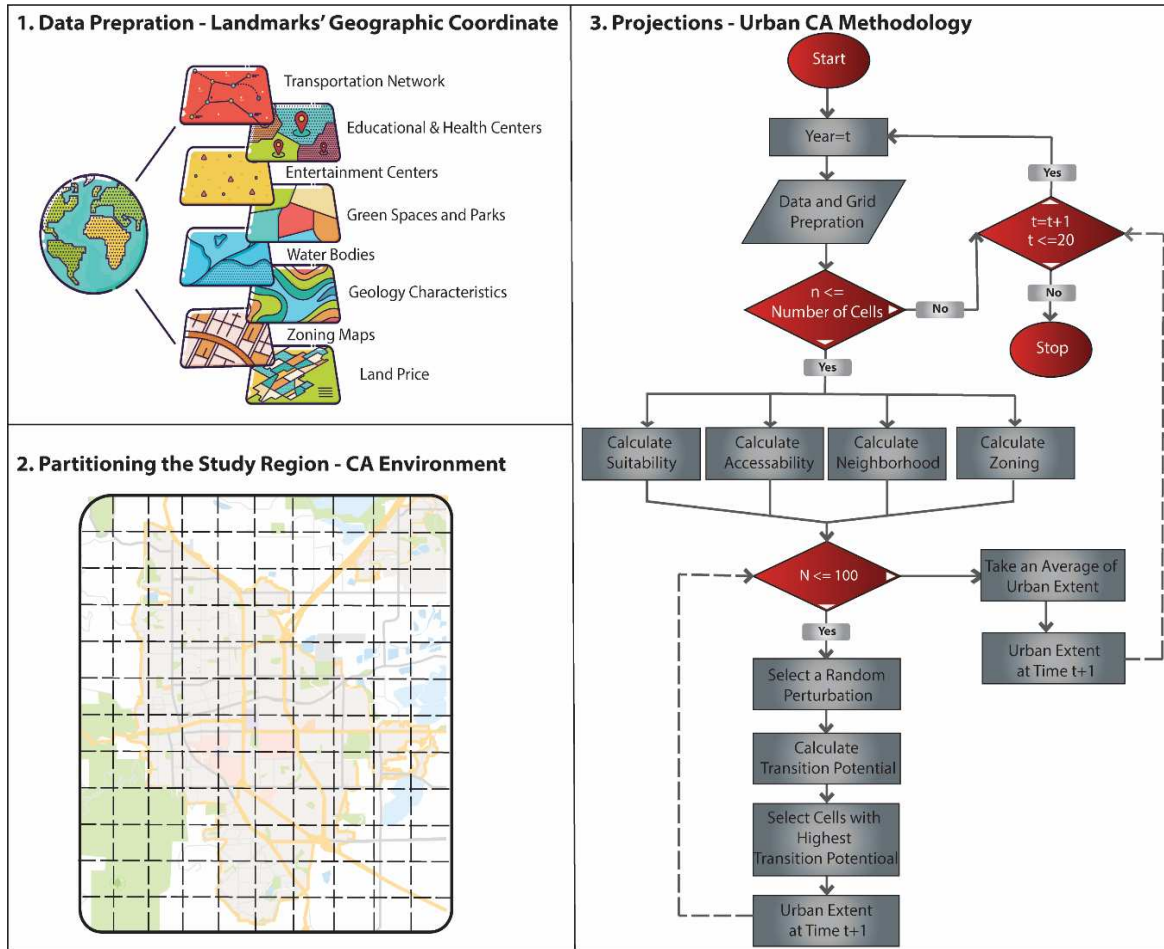 1. Data Prepration - Landmarks' Geographic Coordinate
Transportation Network
Educational & Health Centers
Entertainment Centers
Green Spaces and Parks
Water Bodies
Geology Characteristics
Zoning Maps
Land Price
2. Partitioning the Study Region - CA Environment
3. Projections - Urban CA Methodology
Start
Year=t
Data and Grid
Prepration
n <=
Number of Cells
No
Yes
t=t+1
t <=20
Yes
No
Stop
Calculate
Suitability
Calculate
Accessability
Calculate
Neighborhood
Calculate
Zoning
N <= 100
Yes
Take an Average of
Urban Extent
Urban Extent
at Time t+1
Select a Random
Perturbation
Calculate
Transition Potential
Select Cells with
Highest
Transition Potentioal
Urban Extent
at Time t+1